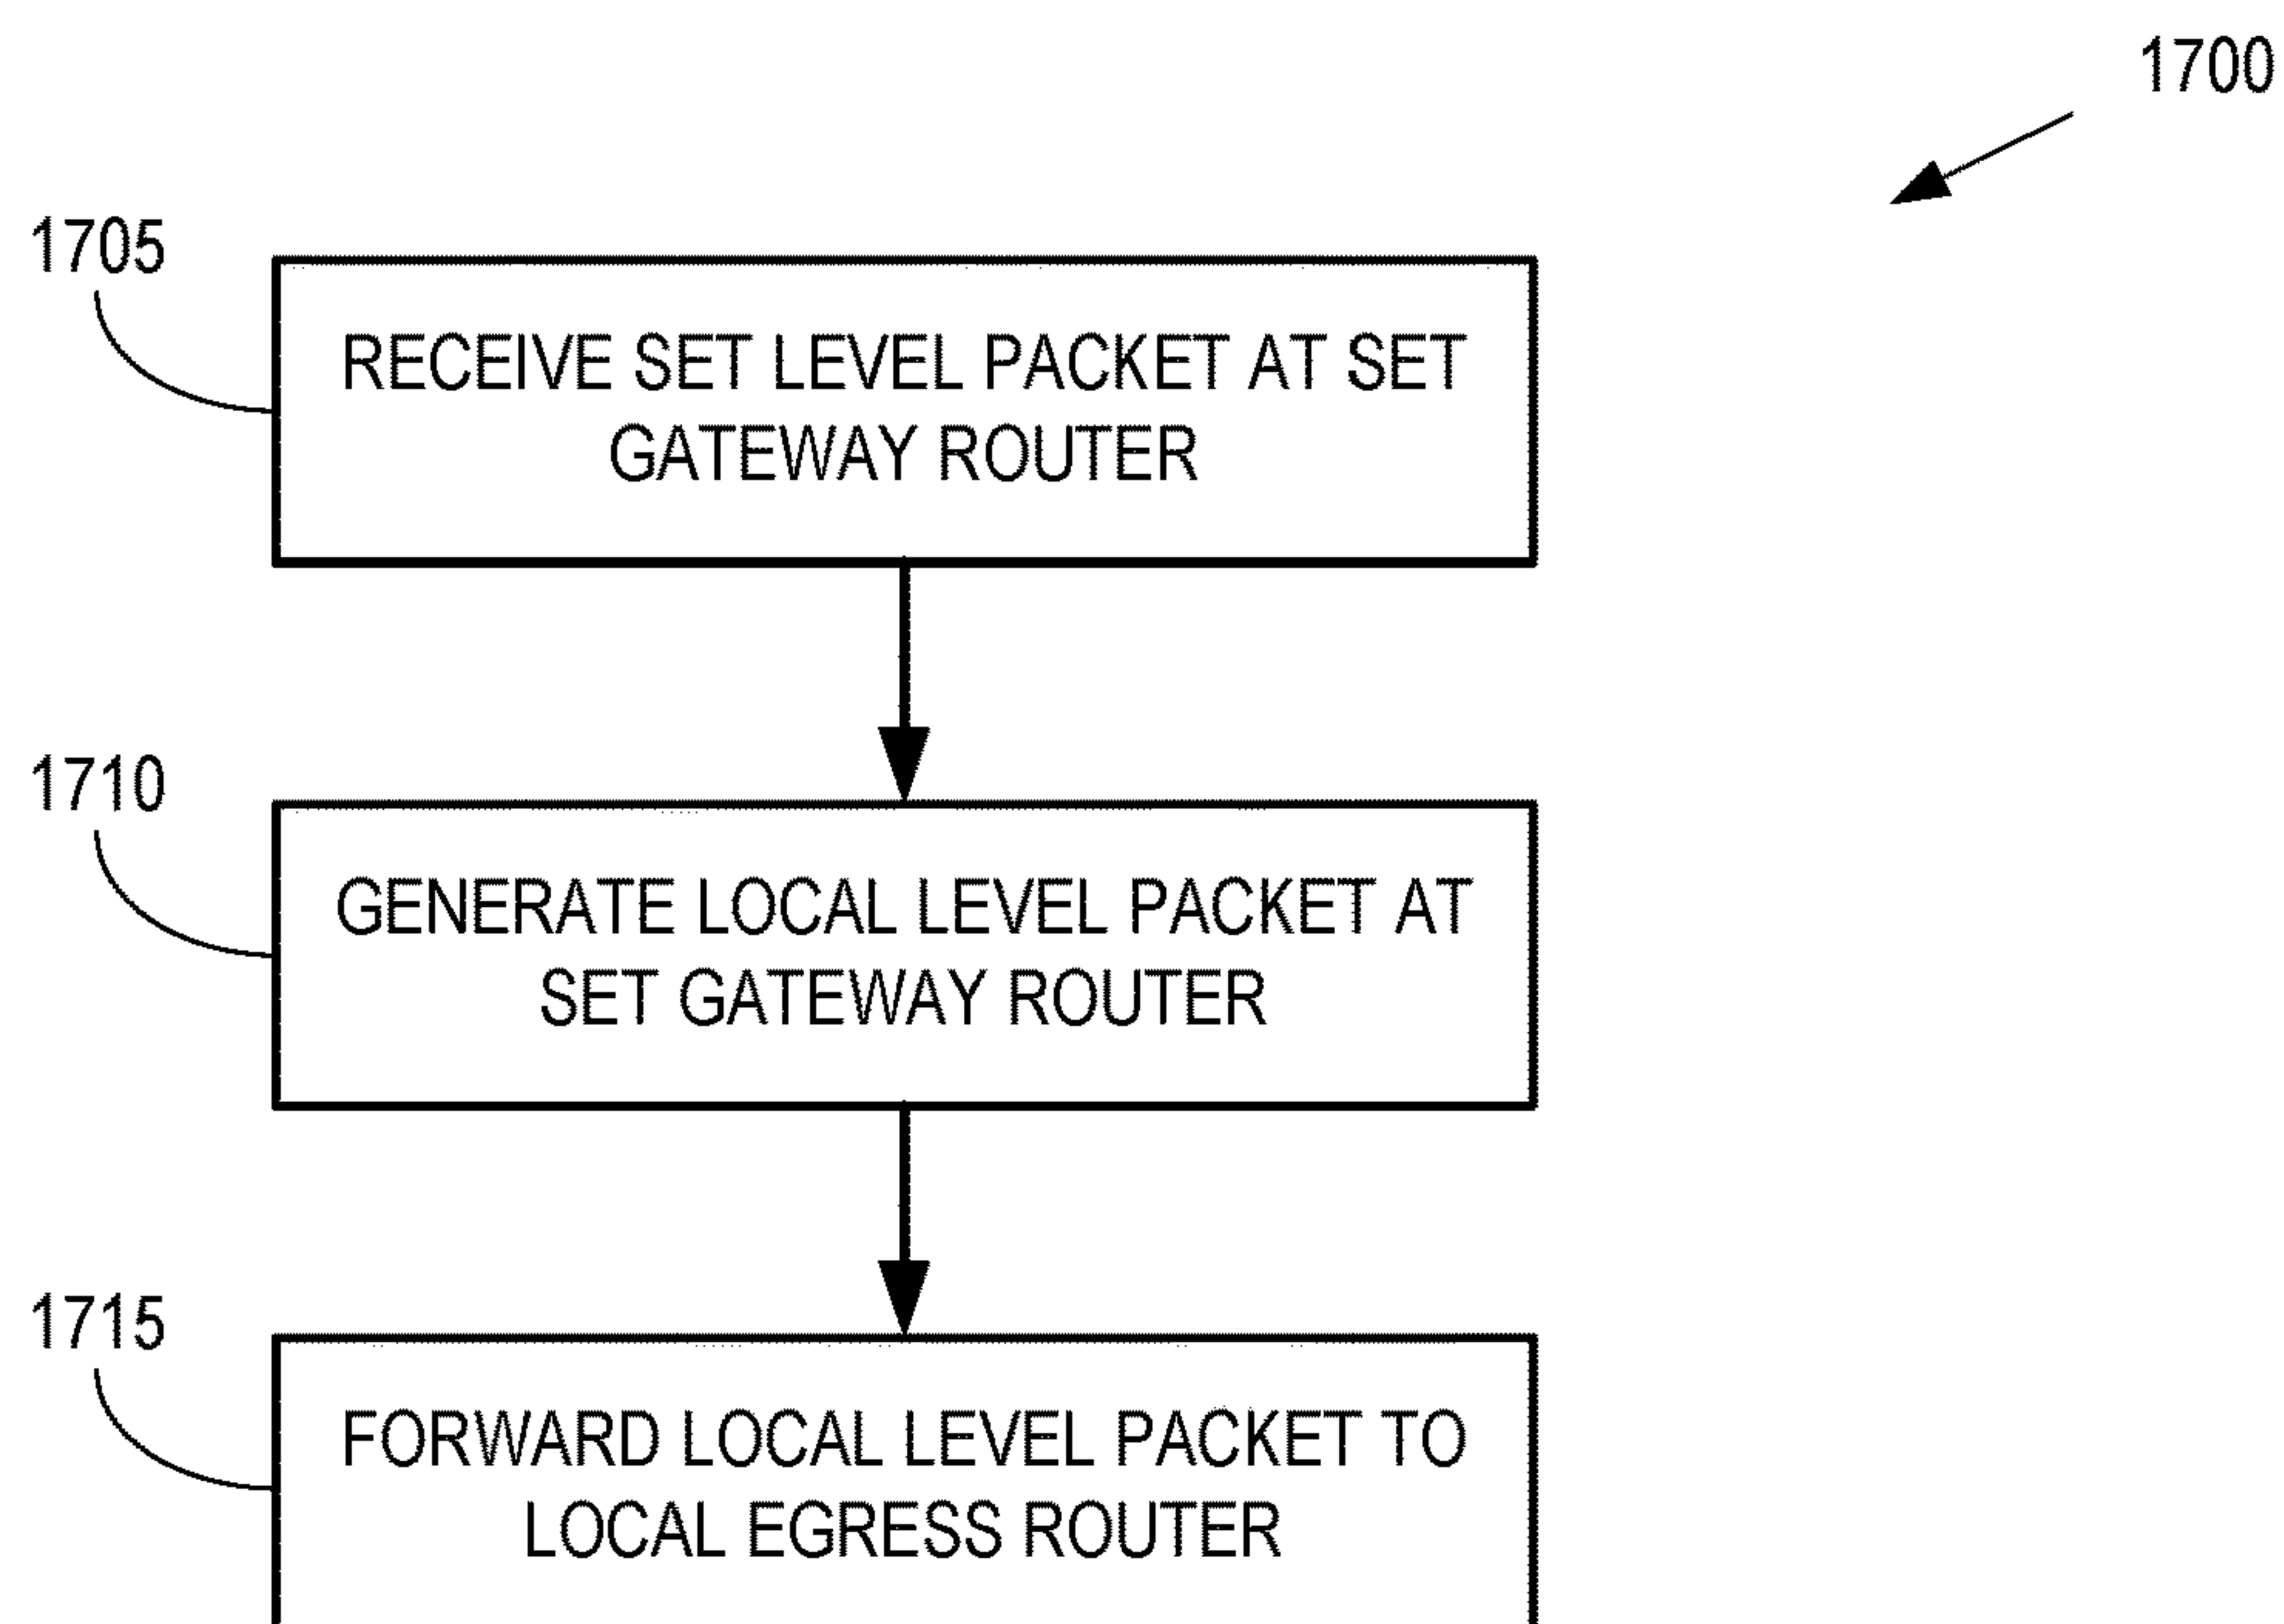 1700
1705
RECEIVE SET LEVEL PACKET AT SET
GATEWAY ROUTER
1710
GENERATE LOCAL LEVEL PACKET AT
SET GATEWAY ROUTER
1715
FORWARD LOCAL LEVEL PACKET TO
LOCAL EGRESS ROUTER